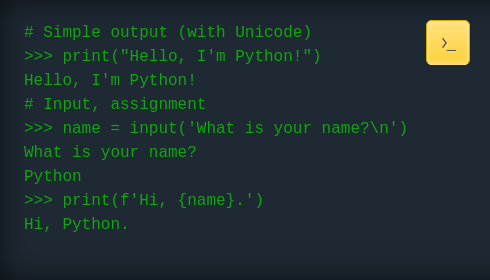 # Simple output (with Unicode)
>>> print("Hello, I'm Python!")
Hello, I'm Python!
# Input, assignment
>>> name = input('What is your name?\n')
What is your name?
Python
>>> print(f'Hi, {name}.')
Hi, Python.